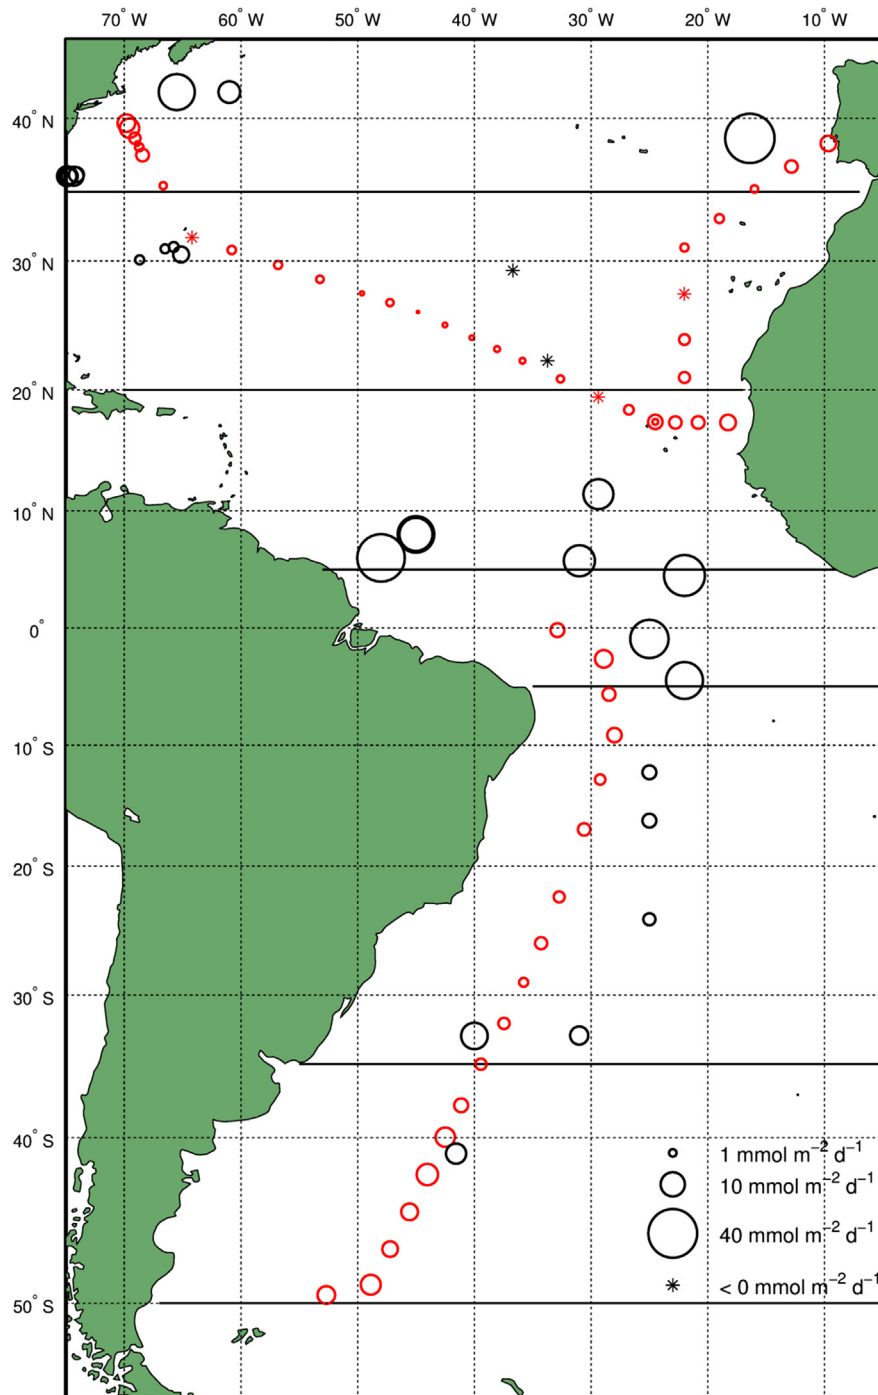 70° W 60° W 50° W 40° W 30° W 20° W 10° W
40° N
30° N
20° N
10° N
0°
10° S
20° S
30° S
40° S
50° S
1 mmol m⁻² d⁻¹
10 mmol m⁻² d⁻¹
40 mmol m⁻² d⁻¹
< 0 mmol m⁻² d⁻¹